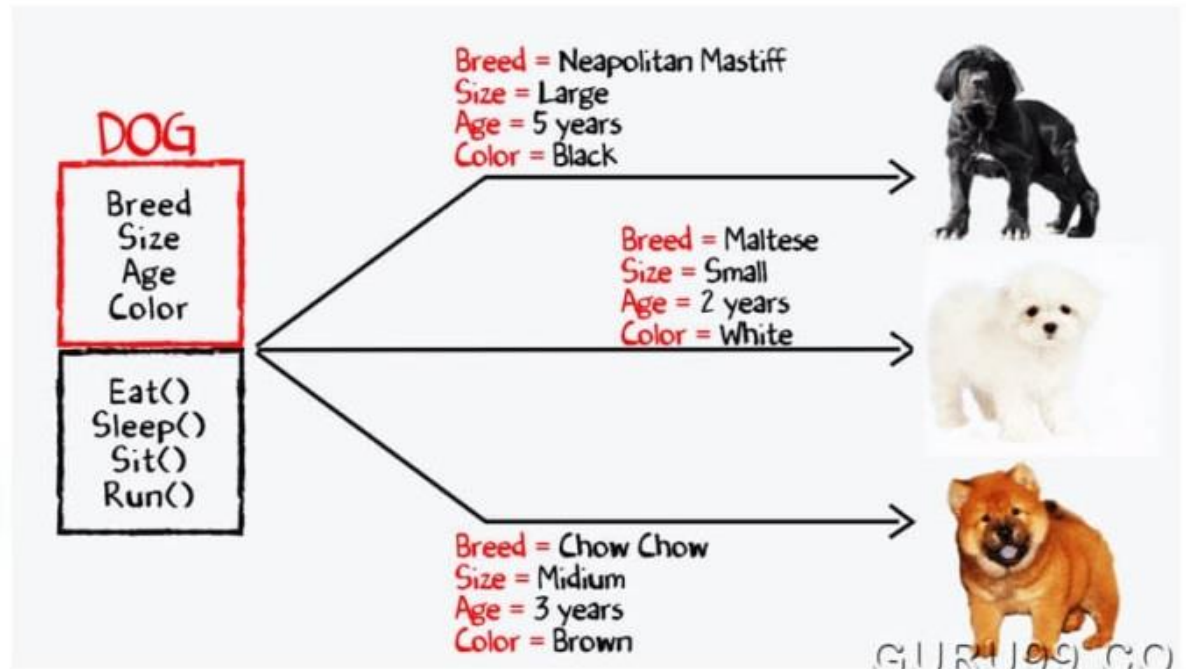 DOG
Breed
Size
Age
Color
Eat()
Sleep()
Sit()
Run()
Breed = Neapolitan Mastiff
Size = Large
Age = 5 years
Color = Black
Breed = Maltese
Size = Small
Age = 2 years
Color = White
Breed = Chow Chow
Size = Midium
Age = 3 years
Color = Brown
GURU99.CO